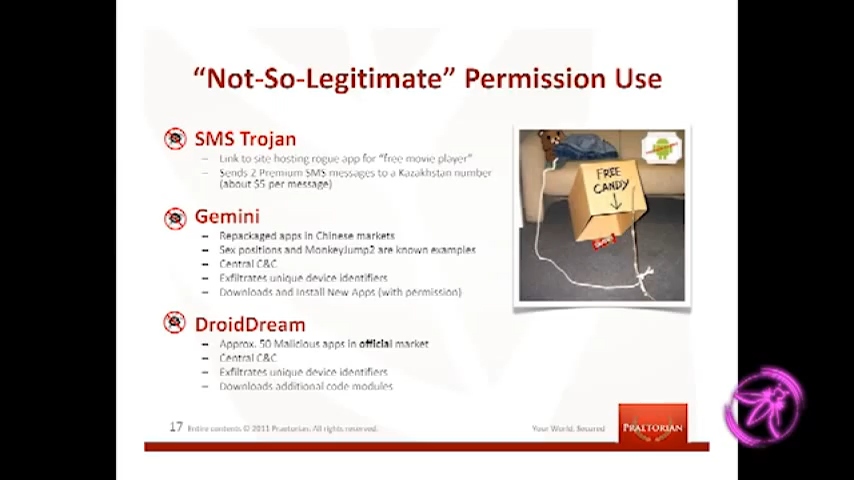 “Not-So-Legitimate” Permission Use
SMS Trojan
– Link to site hosting rogue app for “free movie player”
– Sends 2 Premium SMS messages to a Kazakhstan number
(about $5 per message)
Gemini
– Repackaged apps in Chinese markets
– Sex positions and MonkeyJump2 are known examples
– Central C&C
– Exfiltrates unique device identifiers
– Downloads and Install New Apps (with permission)
DroidDream
– Approx. 50 Malicious apps in official market
– Central C&C
– Exfiltrates unique device identifiers
– Downloads additional code modules
FREE
CANDY
17 Entire contents © 2011 Praetorian. All rights reserved.
Your World, Secured
PRAETORIAN